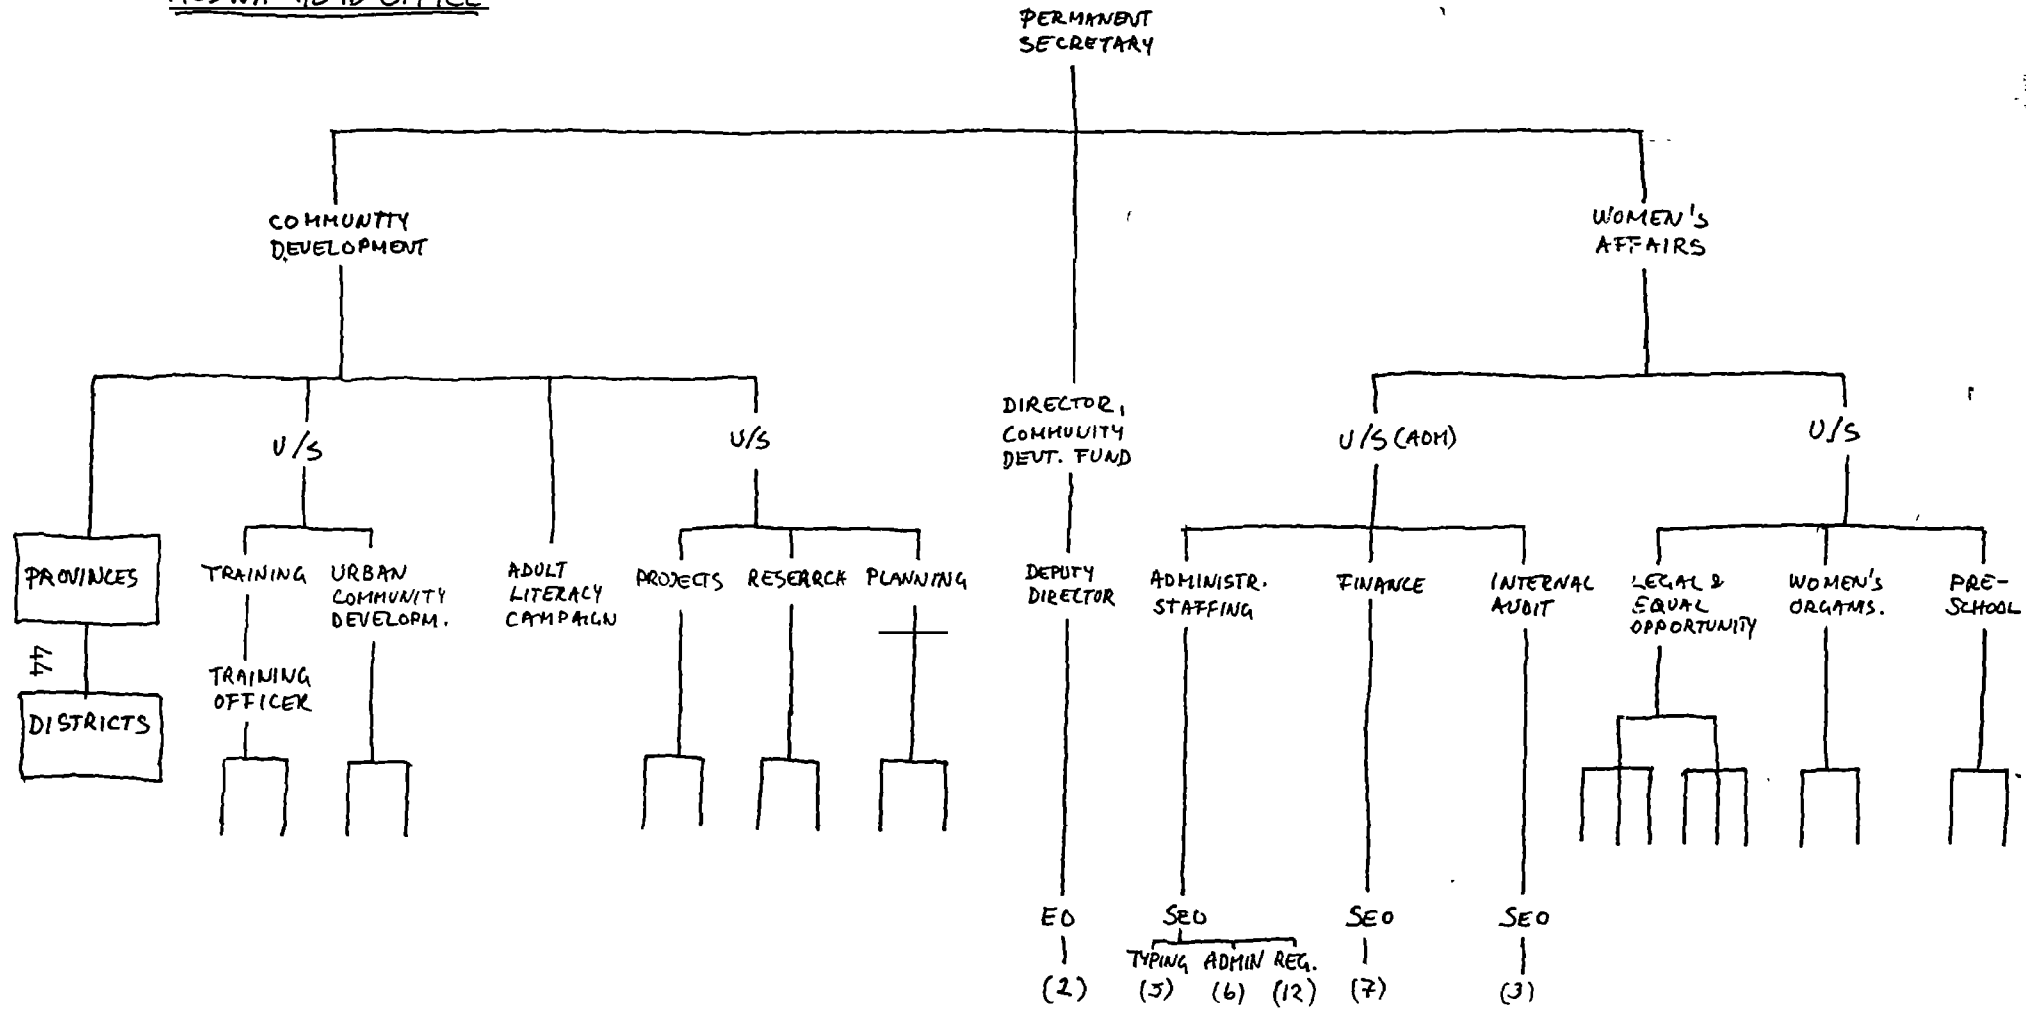 HEAD OFFICE
PERMANENT
SECRETARY
COMMUNITY
DEVELOPMENT
WOMEN'S
AFFAIRS
U/S
U/S
DIRECTOR,
COMMUNITY
DEVT. FUND
U/S (ADM)
U/S
PROVINCES
TRAINING
URBAN
COMMUNITY
DEVELOPM.
ADULT
LITERACY
CAMPAIGN
PROJECTS
RESEARCH
PLANNING
DEPUTY
DIRECTOR
ADMINISTR.
STAFFING
FINANCE
INTERNAL
AUDIT
LEGAL &
EQUAL
OPPORTUNITY
WOMEN'S
ORGANS.
PRE-
SCHOOL
44
TRAINING
OFFICER
DISTRICTS
EO
SEO
SEO
SEO
TYPING ADMIN REG.
(2)
(5)
(6)
(12)
(7)
(3)